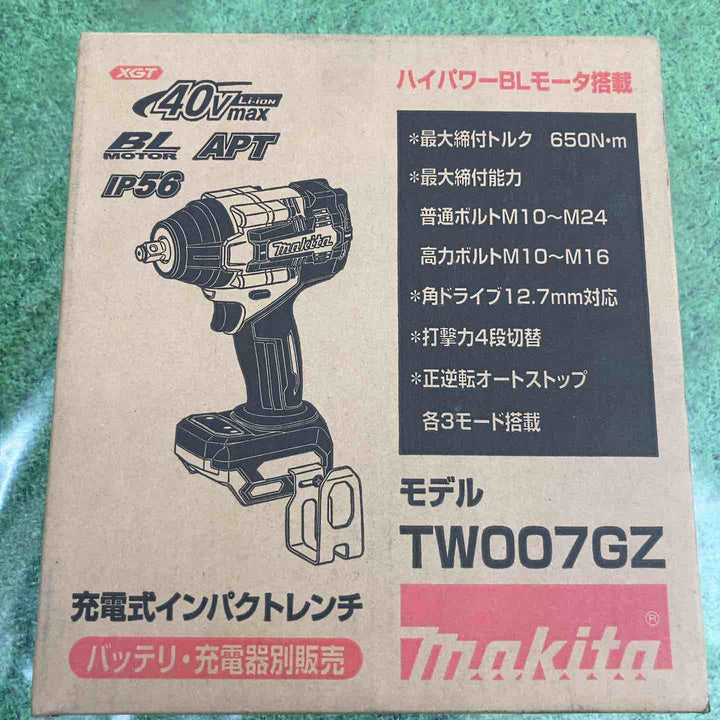 XGT
40Vmax Li-ION
BL MOTOR APT
IP56
makita
充電式インパクトレンチ
バッテリ・充電器別販売
ハイパワーBLモータ搭載
*最大締付トルク 650N・m
*最大締付能力
普通ボルトM10〜M24
高力ボルトM10〜M16
*角ドライブ12.7mm対応
*打撃力4段切替
*正逆転オートストップ
各3モード搭載
モデル
TW007GZ
makita®